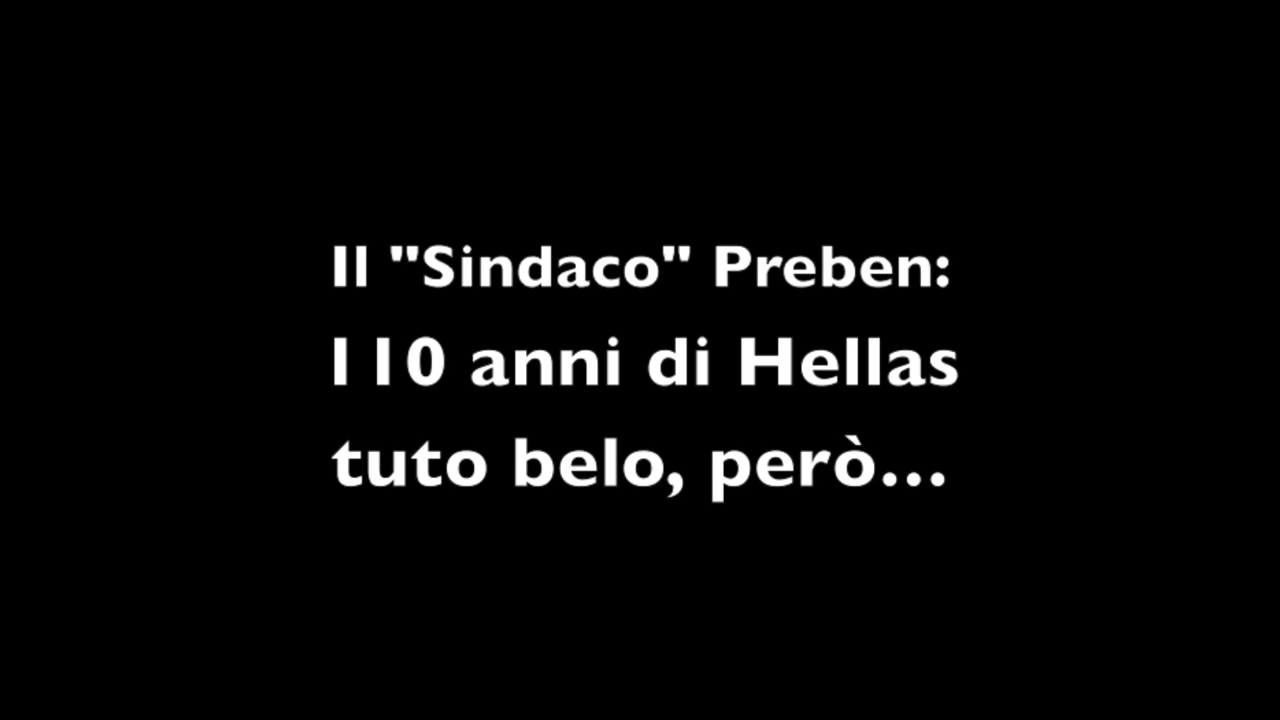 Il "Sindaco" Preben:
110 anni di Hellas
tuto belo, però...